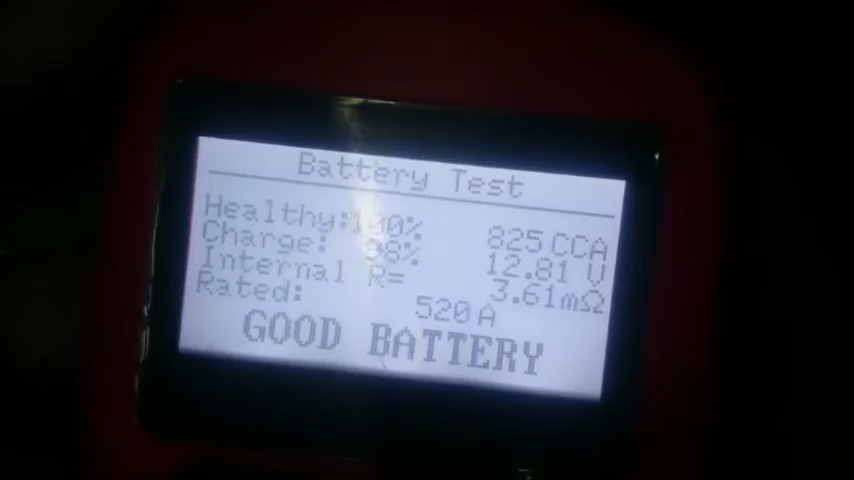 Battery Test
Healthy:100% 825 CCA
Charge: 98% 12.81 V
Internal R= 3.61mΩ
Rated: 520 A
GOOD BATTERY